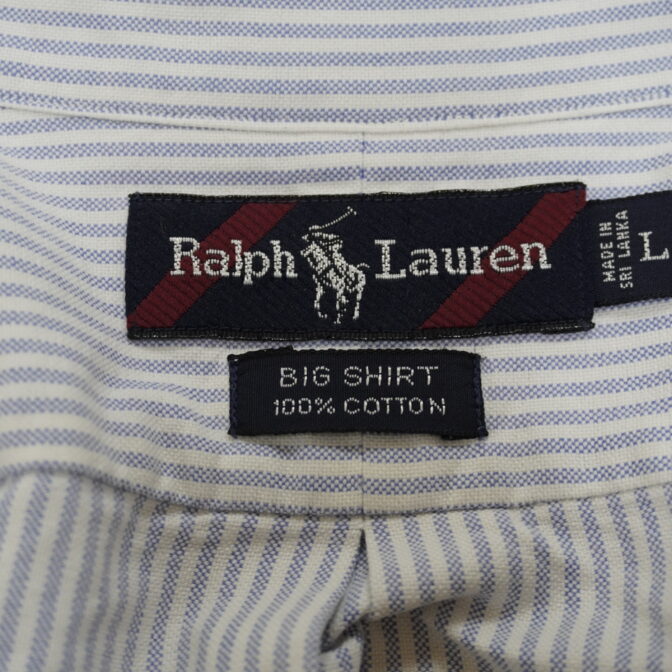 Ralph Lauren
MADE IN
SRI LANKA
L
BIG SHIRT
100% COTTON